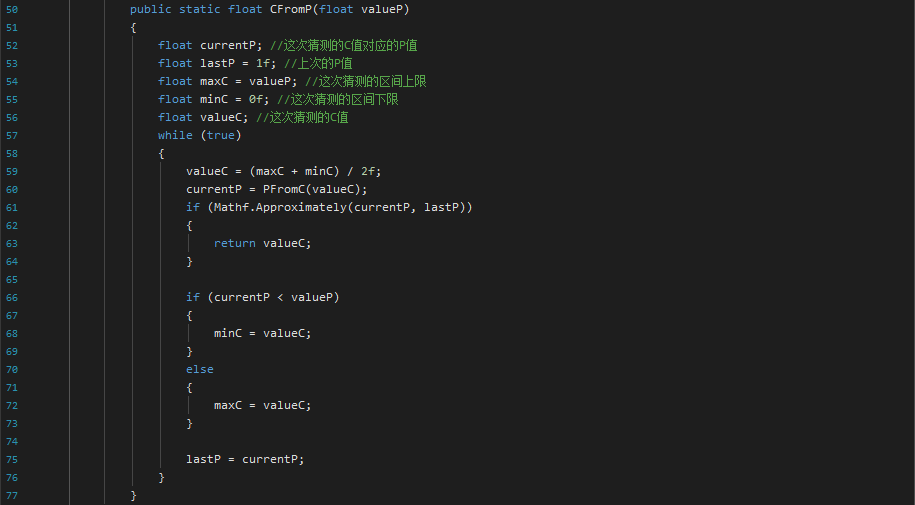 50 public static float CFromP(float valueP)
51 {
52 float currentP; //这次猜测的C值对应的P值
53 float lastP = 1f; //上次的P值
54 float maxC = valueP; //这次猜测的区间上限
55 float minC = 0f; //这次猜测的区间下限
56 float valueC; //这次猜测的C值
57 while (true)
58 {
59 valueC = (maxC + minC) / 2f;
60 currentP = PFromC(valueC);
61 if (Mathf.Approximately(currentP, lastP))
62 {
63 return valueC;
64 }
65
66 if (currentP < valueP)
67 {
68 minC = valueC;
69 }
70 else
71 {
72 maxC = valueC;
73 }
74
75 lastP = currentP;
76 }
77 }